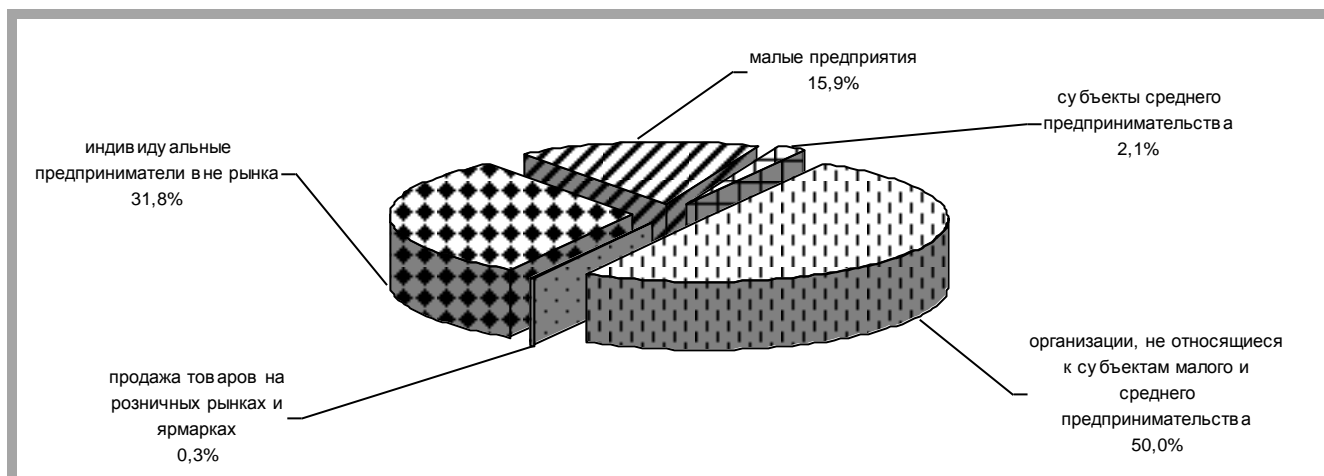 малые предприятия
15,9%
субъекты среднего
предпринимательства
2,1%
индивидуальные
предприниматели вне рынка
31,8%
организации, не относящиеся
к субъектам малого и
среднего
предпринимательства
50,0%
продажа товаров на
розничных рынках и
ярмарках
0,3%